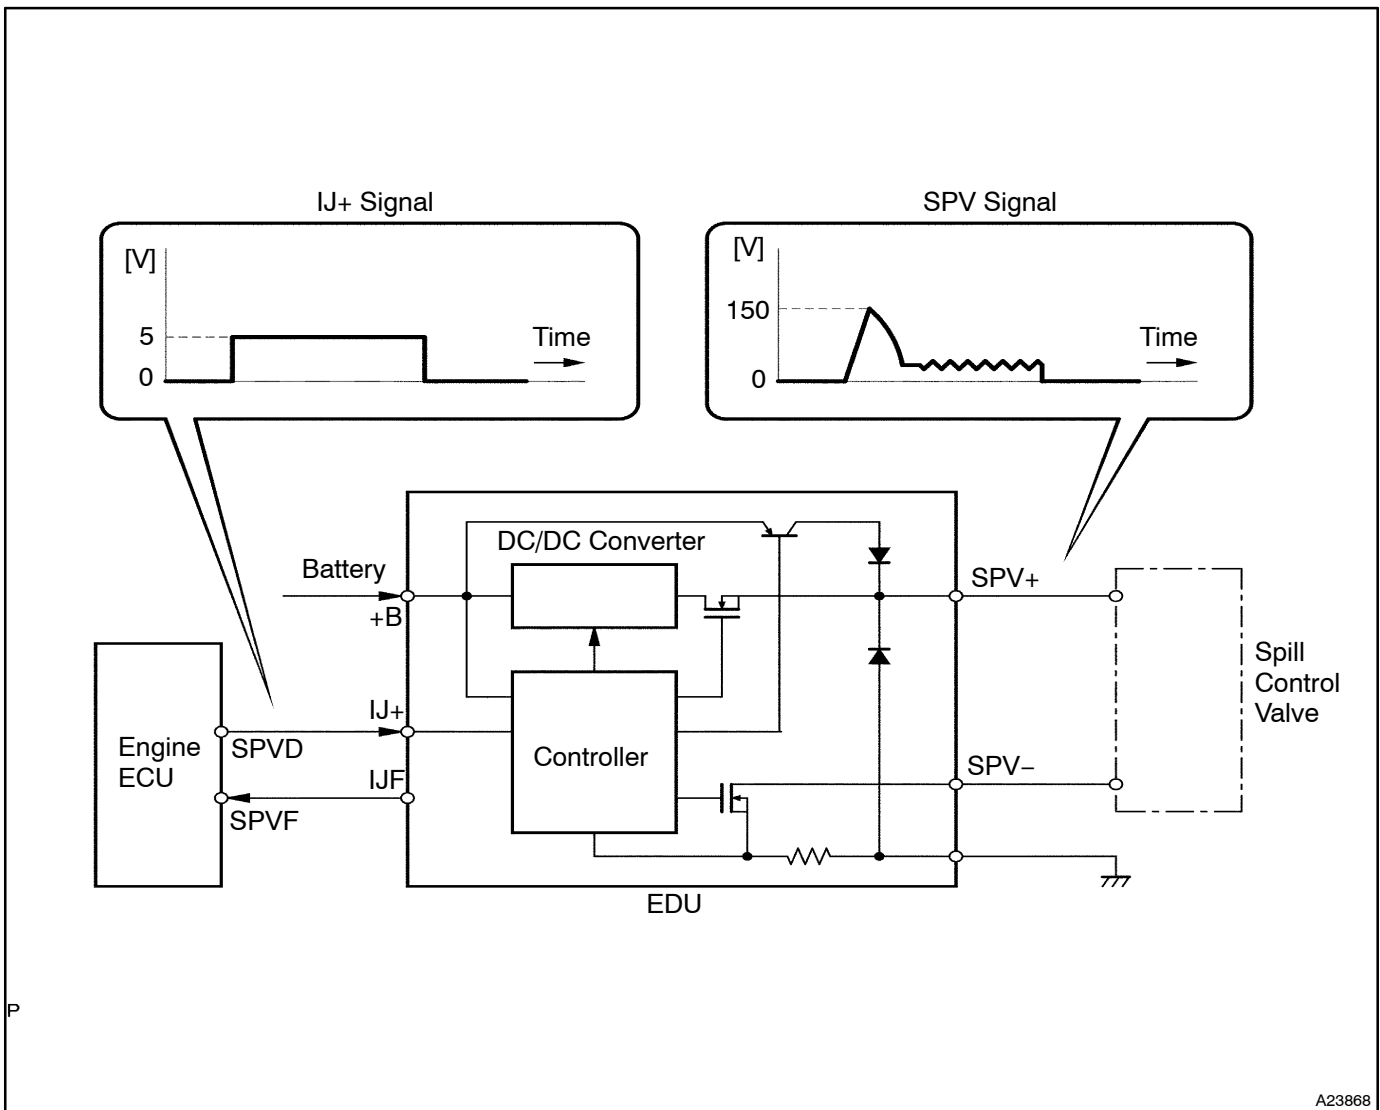 IJ+ Signal
[V]
5
0
Time
SPV Signal
[V]
150
0
Time
DC/DC Converter
Battery
+B
SPV+
Spill
Control
Valve
IJ+
SPVD
Engine
ECU
Controller
IJF
SPVF
SPV−
EDU
P
A23868